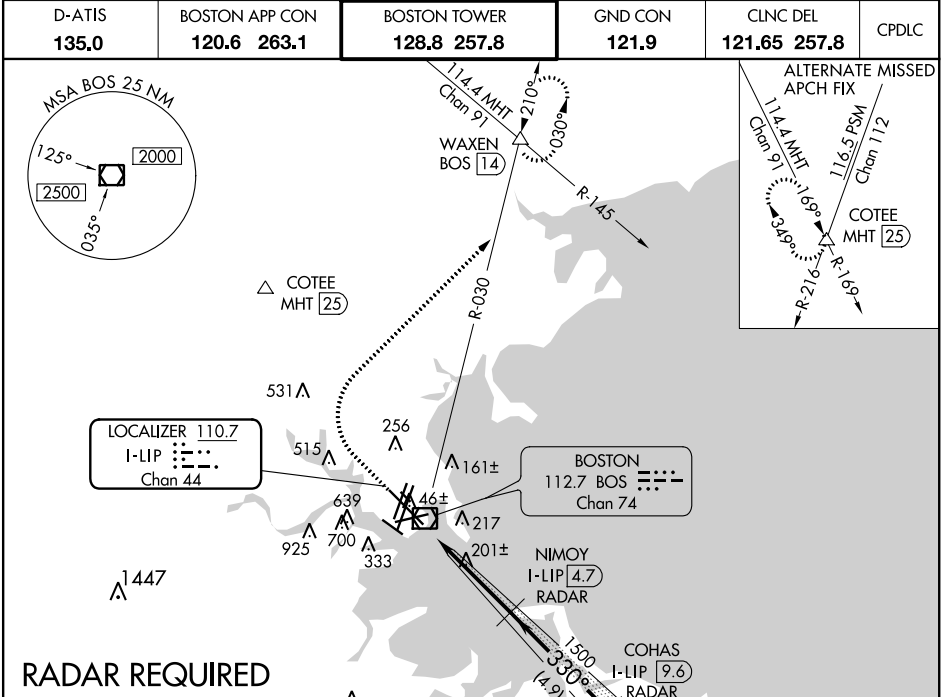 D-ATIS
135.0
BOSTON APP CON
120.6 263.1
BOSTON TOWER
128.8 257.8
GND CON
121.9
CLNC DEL
121.65 257.8
CPDLC
MSA BOS 25 NM
125°
2000
2500
035°
114.4 MHT
Chan 91
210°
030°
WAXEN
BOS 14
R-145
R-030
ALTERNATE MISSED
APCH FIX
114.4 MHT
Chan 91
116.5 PSM
Chan 112
169°
349°
COTEE
MHT 25
R-216
R-169
COTEE
MHT 25
531
LOCALIZER 110.7
I-LIP
Chan 44
515
256
161±
BOSTON
112.7 BOS
Chan 74
46±
639
700
925
333
217
201±
NIMOY
I-LIP 4.7
RADAR
1447
1500
330°
(4.9)
COHAS
I-LIP 9.6
RADAR
RADAR REQUIRED